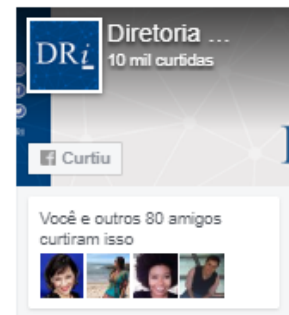 DRi
Diretoria ...
10 mil curtidas
Curtiu
Você e outros 80 amigos
curtiram isso